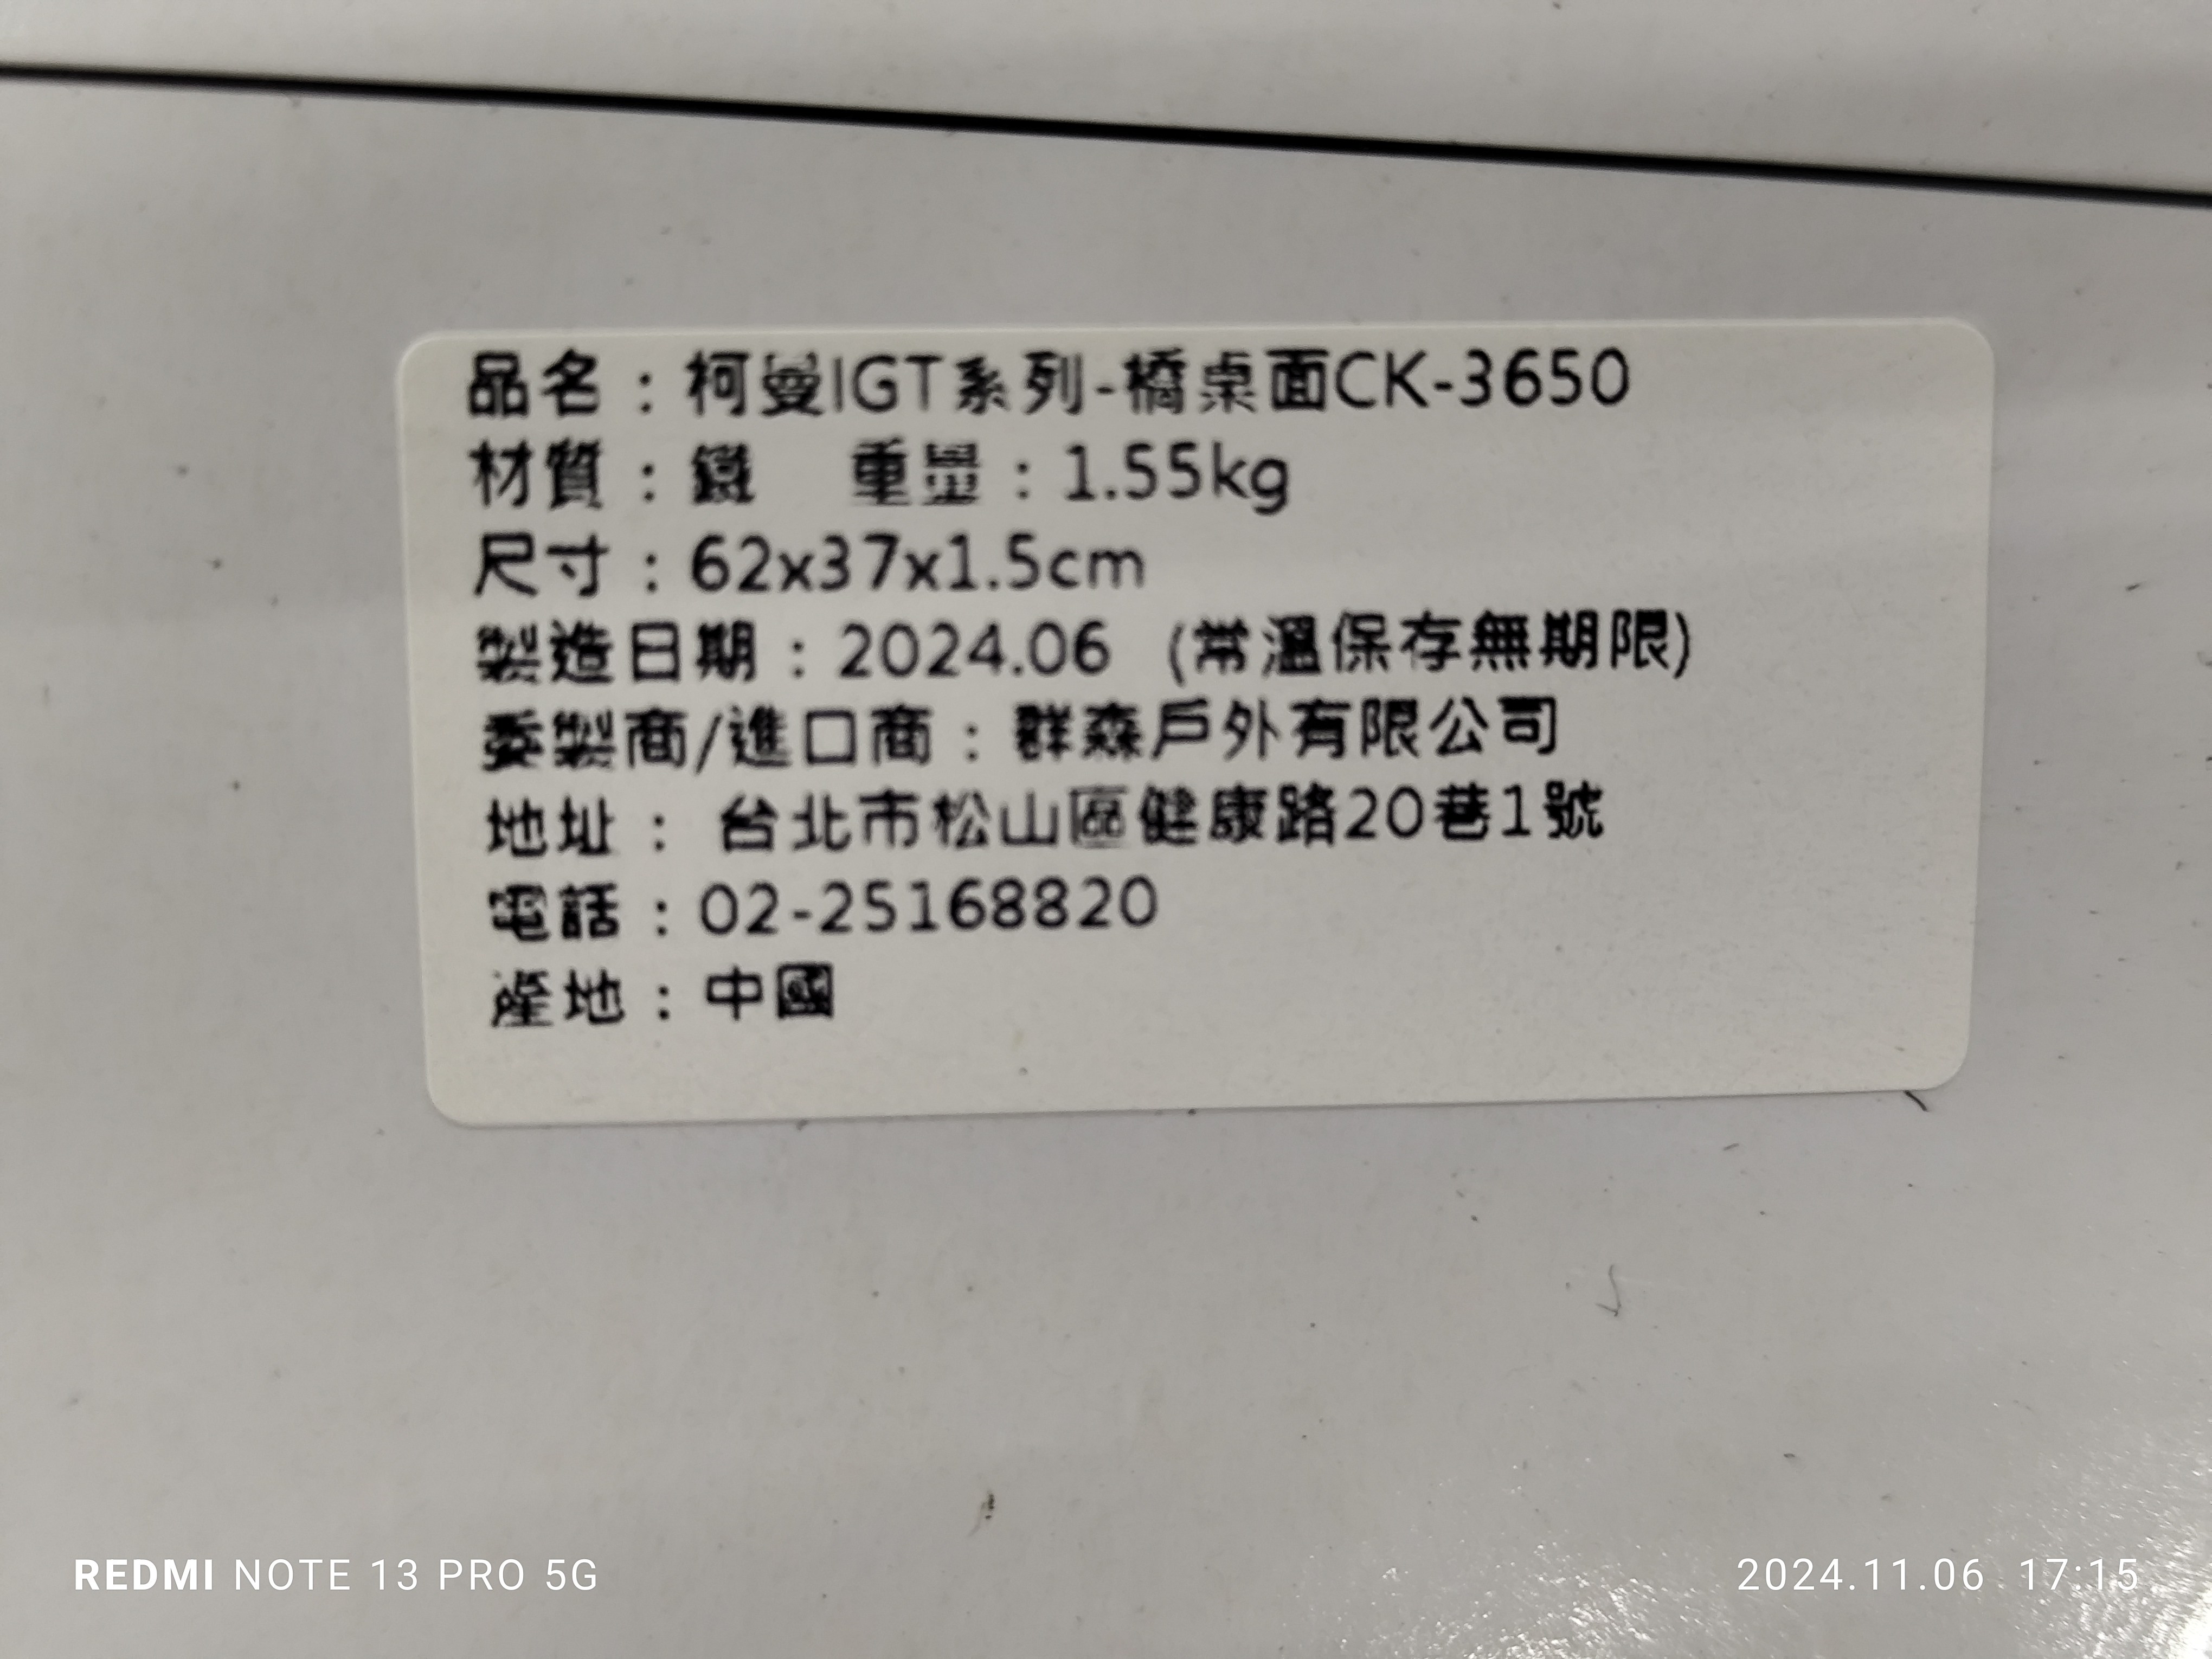 品名：柯曼IGT系列-橋桌面CK-3650
材質：鐵　重量：1.55kg
尺寸：62x37x1.5cm
製造日期：2024.06 (常溫保存無期限)
委製商/進口商：群森戶外有限公司
地址： 台北市松山區健康路20巷1號
電話：02-25168820
產地：中國
REDMI NOTE 13 PRO 5G
2024.11.06 17:15